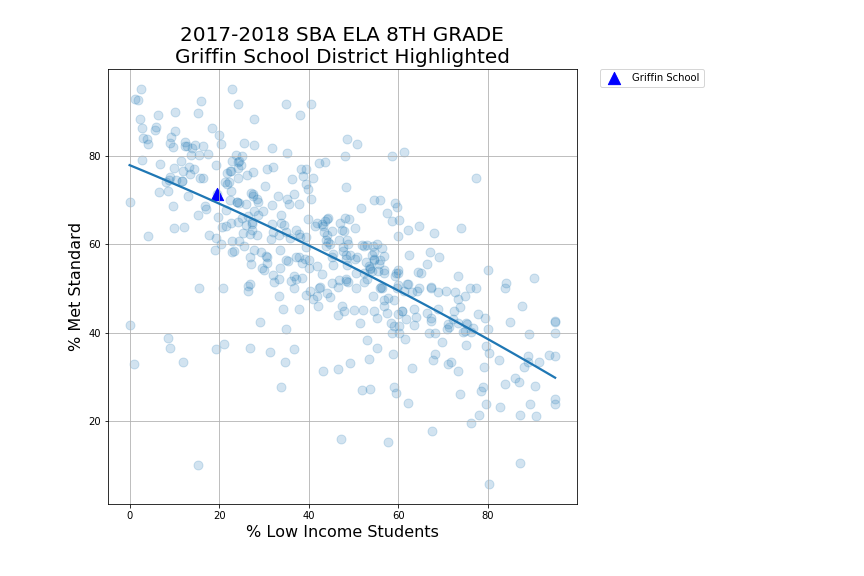 2017-2018 SBA ELA 8TH GRADE
Griffin School District Highlighted
Griffin School
% Met Standard
80
60
40
20
0
20
40
60
80
% Low Income Students